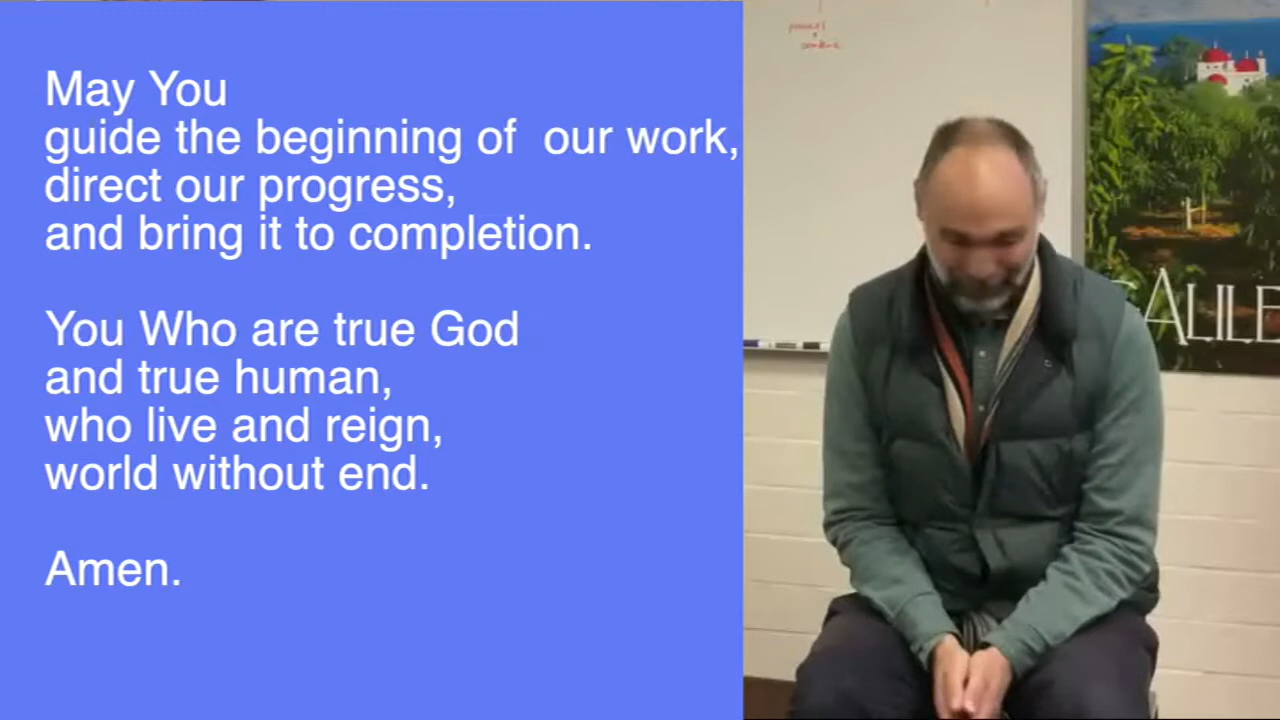 May You
guide the beginning of  our work,
direct our progress,
and bring it to completion.
You Who are true God
and true human,
who live and reign,
world without end.
Amen.
GALILE